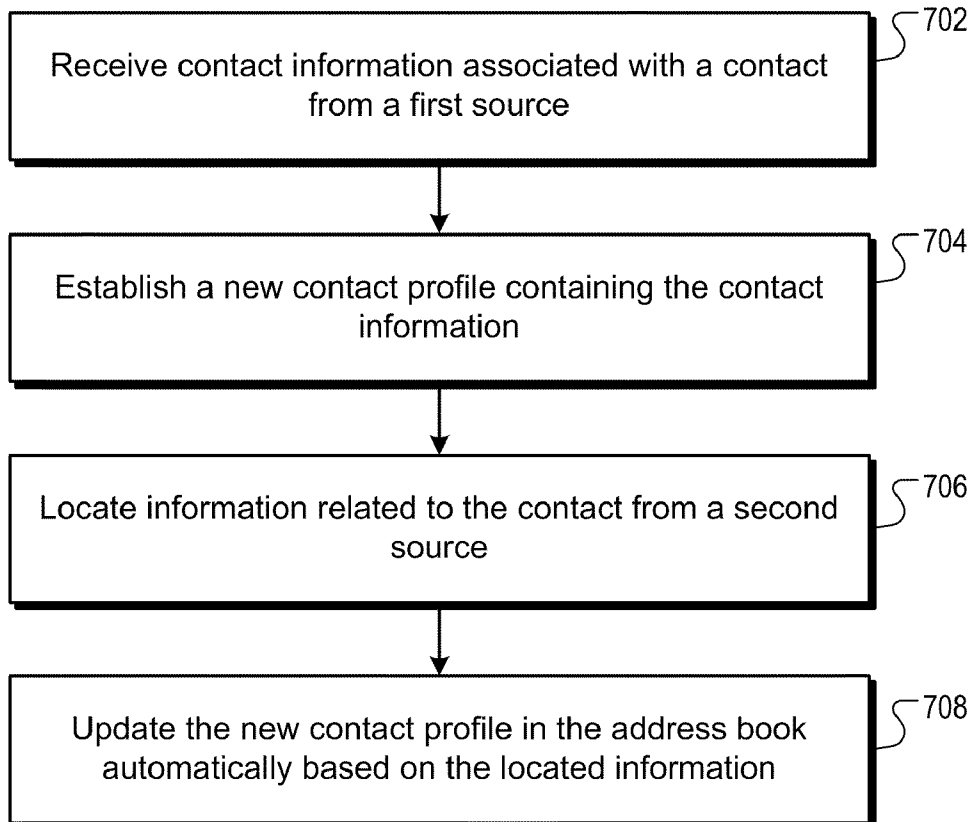 Receive contact information associated with a contact
from a first source
702
Establish a new contact profile containing the contact
information
704
Locate information related to the contact from a second
source
706
Update the new contact profile in the address book
automatically based on the located information
708